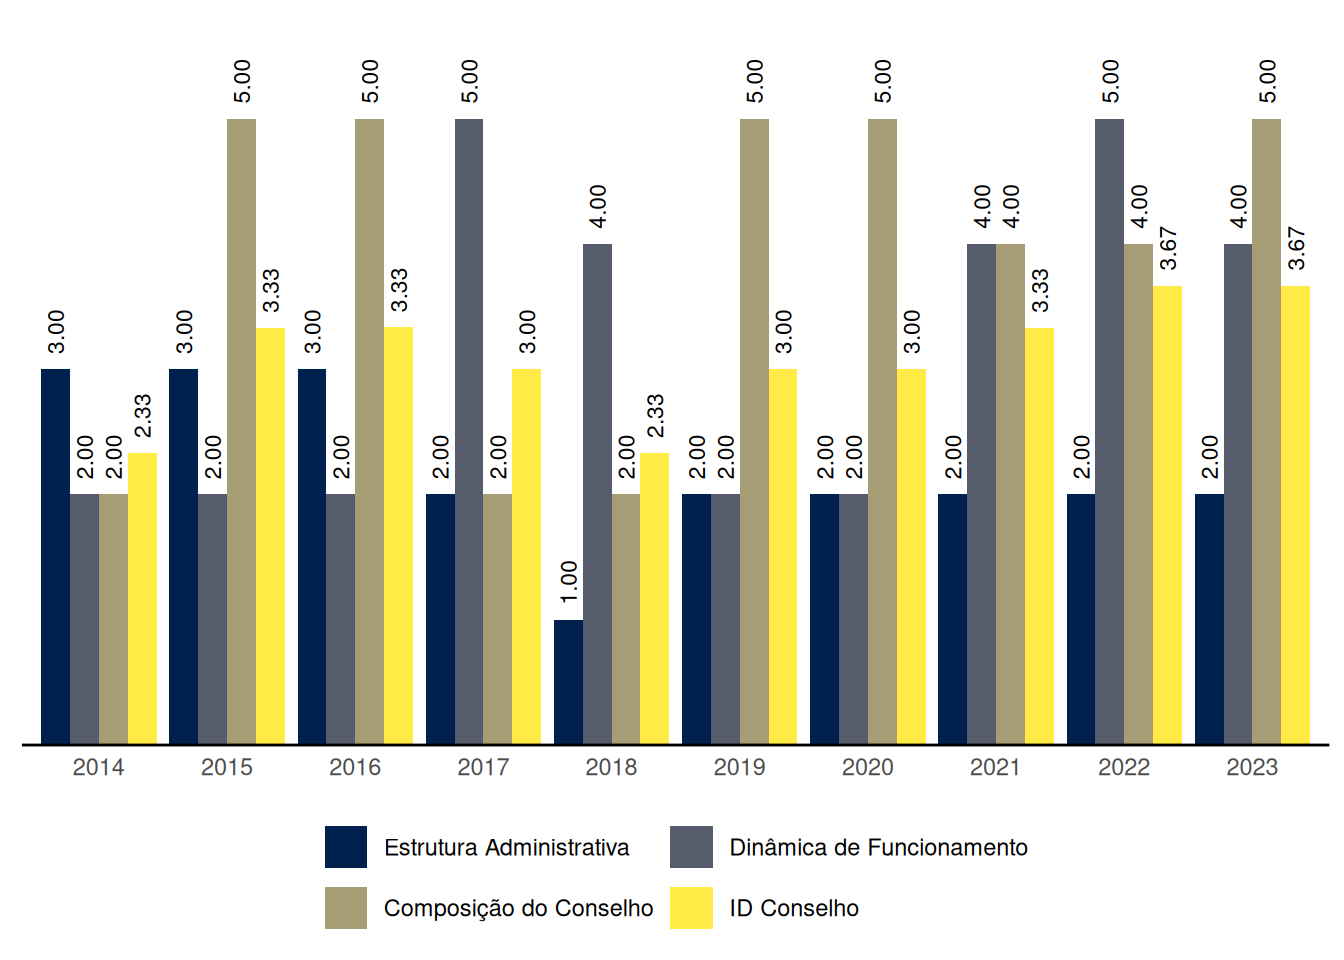 5.00 5.00 5.00 5.00 5.00 5.00 5.00
4.00 4.00 4.00 4.00 4.00
3.67 3.67
3.33 3.33 3.33
3.00 3.00 3.00 3.00 3.00 3.00
2.33 2.33
2.00 2.00 2.00 2.00 2.00 2.00 2.00 2.00 2.00 2.00 2.00 2.00 2.00 2.00
1.00
2014 2015 2016 2017 2018 2019 2020 2021 2022 2023
Estrutura Administrativa Dinâmica de Funcionamento
Composição do Conselho ID Conselho